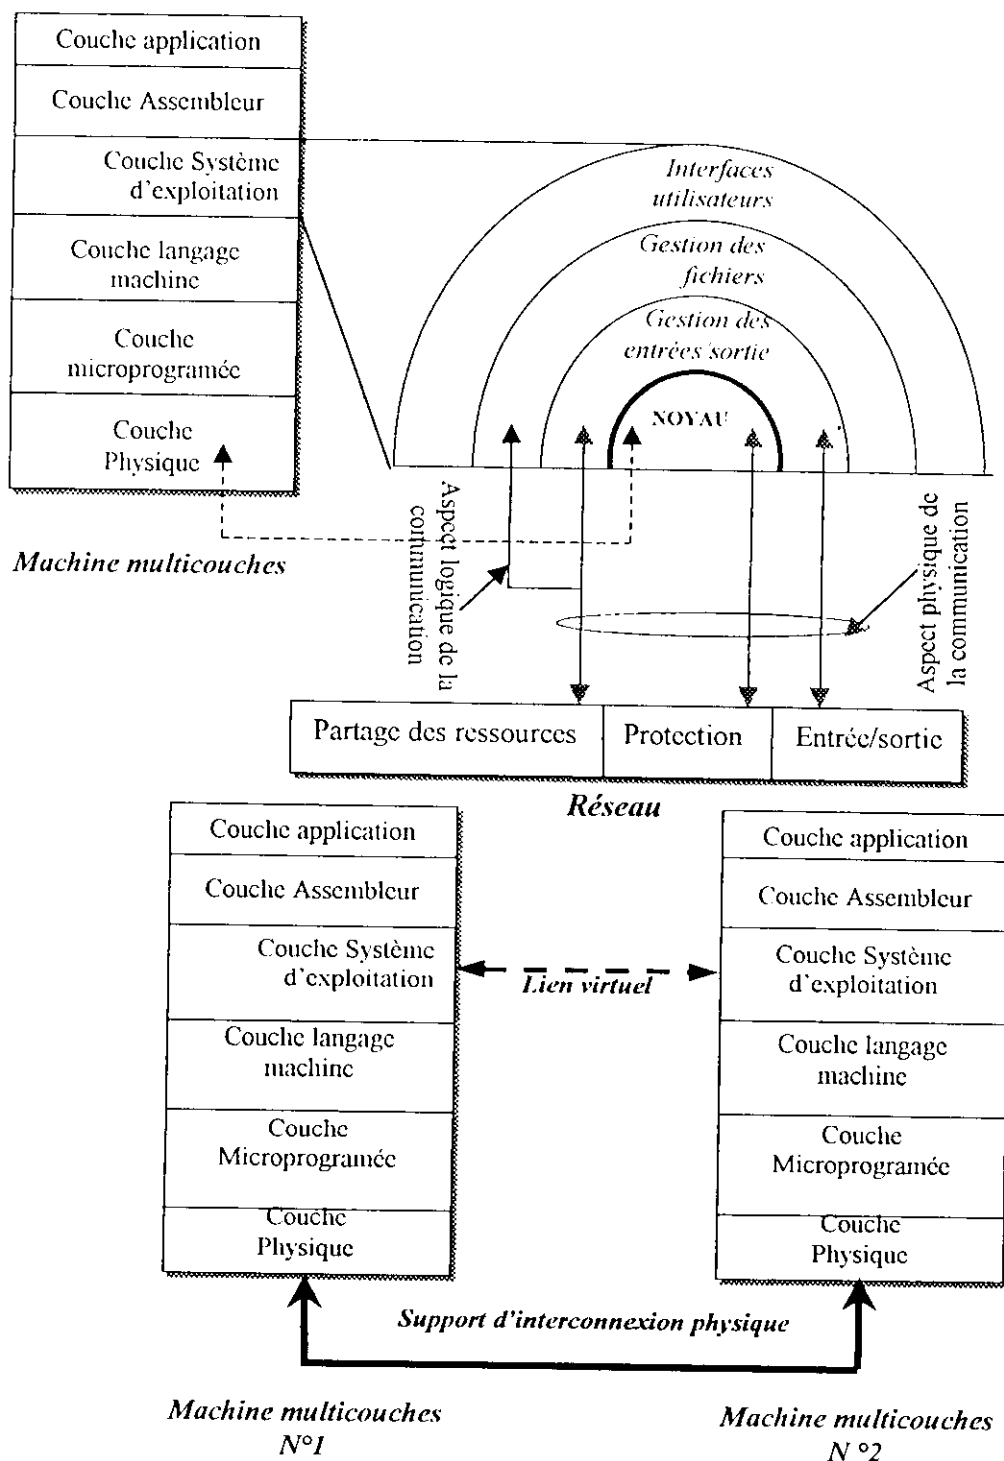 Couche application
Couche Assembleur
Couche Système
d'exploitation
Couche langage
machine
Couche
microprogramée
Couche
Physique
Machine multicouches
Interfaces
utilisateurs
Gestion des
fichiers
Gestion des
entrées/sortie
NOYAU
Aspect logique de la
communication
Aspect physique de
la communication
Partage des ressources
Protection
Entrée/sortie
Réseau
Couche application
Couche Assembleur
Couche Système
d'exploitation
Couche langage
machine
Couche
Microprogramée
Couche
Physique
Lien virtuel
Couche application
Couche Assembleur
Couche Système
d'exploitation
Couche langage
machine
Couche
Microprogramée
Couche
Physique
Support d'interconnexion physique
Machine multicouches
N°1
Machine multicouches
N °2